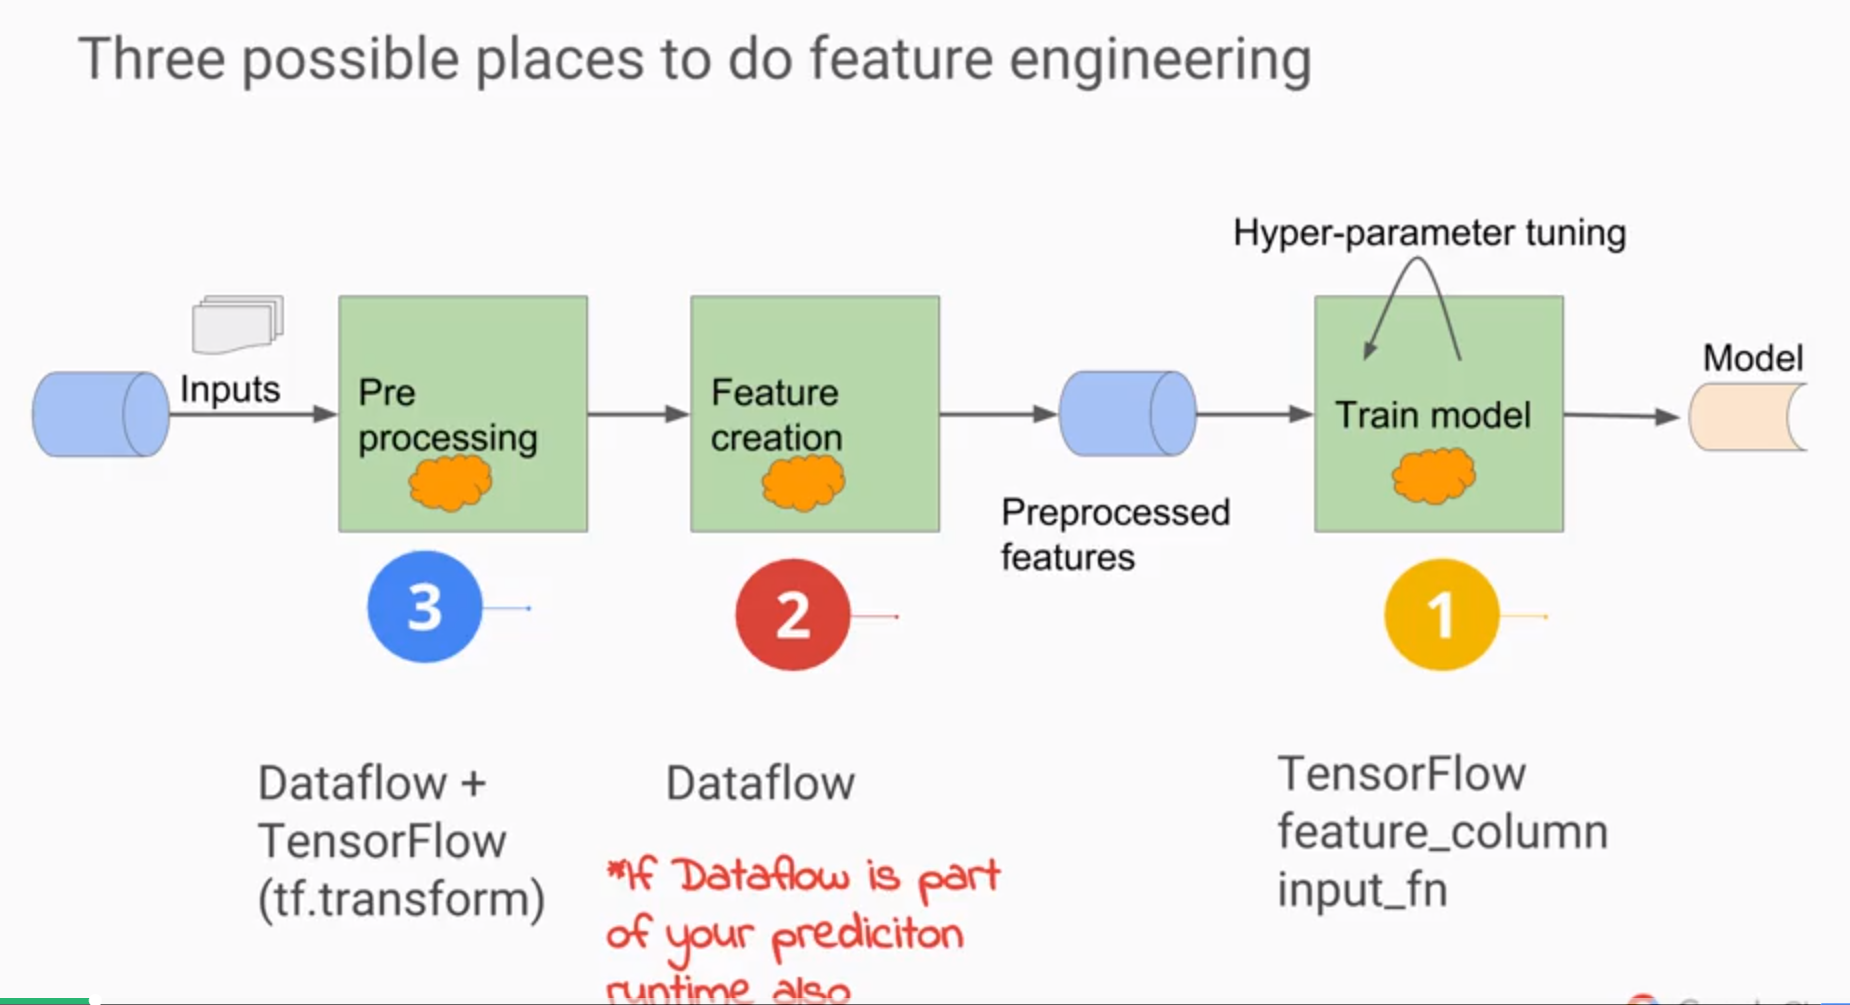 Three possible places to do feature engineering
Hyper-parameter tuning
Inputs
Pre
processing
Feature
creation
Preprocessed
features
Train model
Model
3
2
1
Dataflow +
TensorFlow
(tf.transform)
Dataflow
*If Dataflow is part
of your prediciton
runtime also
TensorFlow
feature_column
input_fn